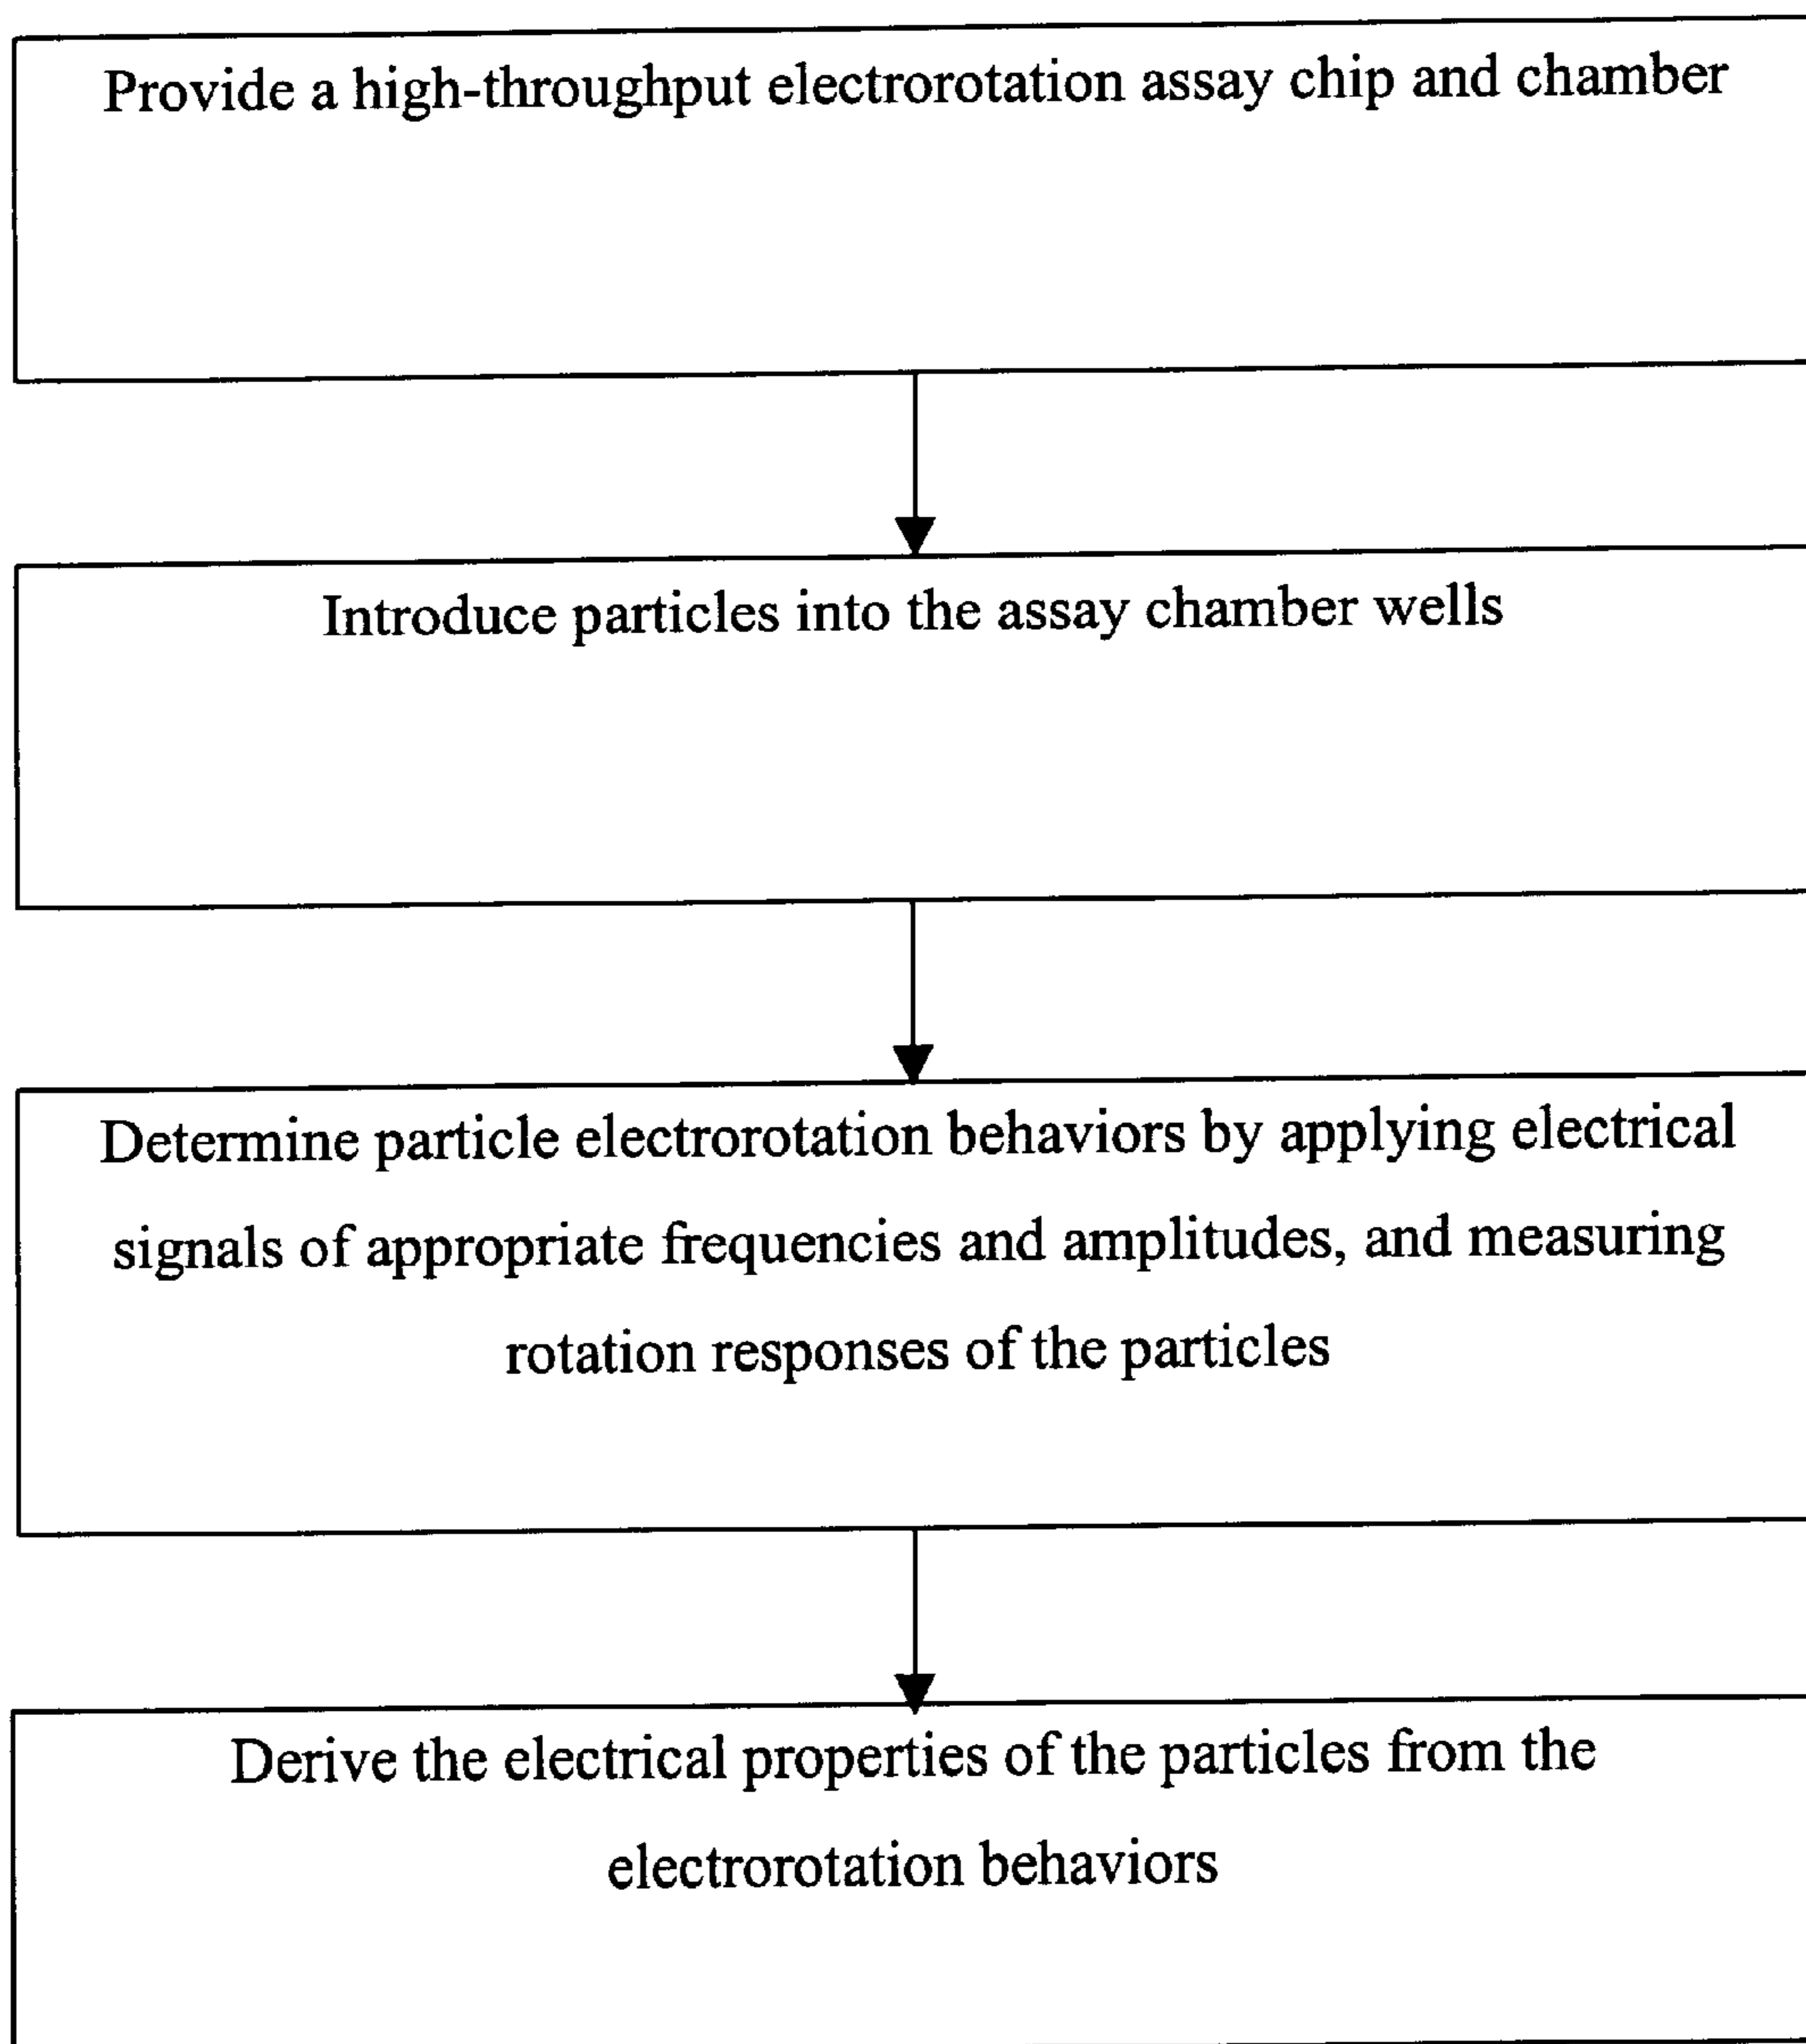 Provide a high-throughput electrorotation assay chip and chamber
Introduce particles into the assay chamber wells
Determine particle electrorotation behaviors by applying electrical
signals of appropriate frequencies and amplitudes, and measuring
rotation responses of the particles
Derive the electrical properties of the particles from the
electrorotation behaviors